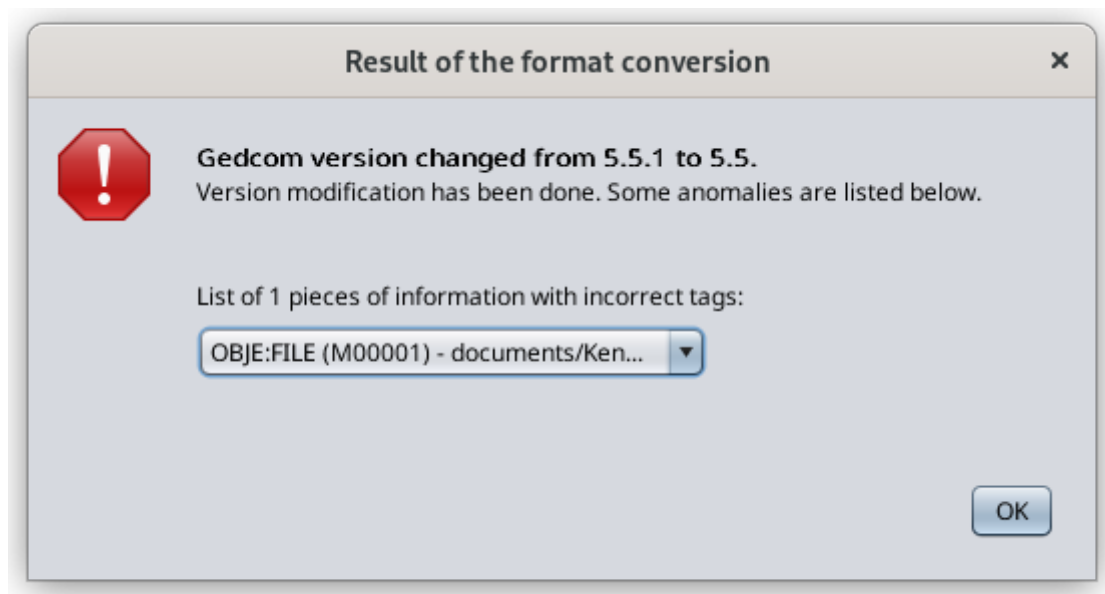 Result of the format conversion
Gedcom version changed from 5.5.1 to 5.5.
Version modification has been done. Some anomalies are listed below.
List of 1 pieces of information with incorrect tags:
OBJE:FILE (M00001) - documents/Ken...
OK